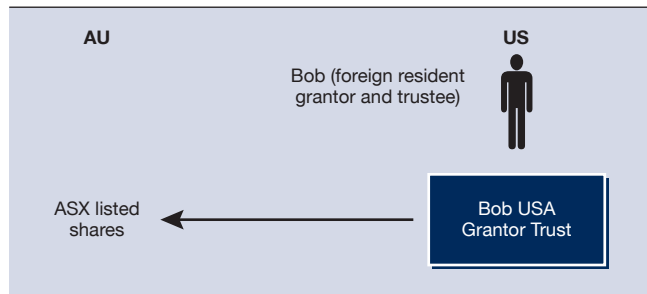 AU
US
Bob (foreign resident
grantor and trustee)
ASX listed
shares
Bob USA
Grantor Trust